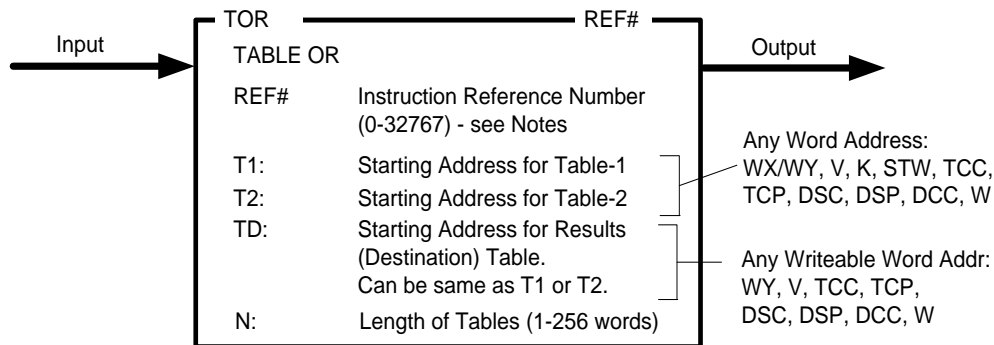 TOR REF#
Input
Output
TABLE OR
REF# Instruction Reference Number
(0-32767) - see Notes
T1: Starting Address for Table-1
T2: Starting Address for Table-2
TD: Starting Address for Results
(Destination) Table.
Can be same as T1 or T2.
N: Length of Tables (1-256 words)
Any Word Address:
WX/WY, V, K, STW, TCC,
TCP, DSC, DSP, DCC, W
Any Writeable Word Addr:
WY, V, TCC, TCP,
DSC, DSP, DCC, W